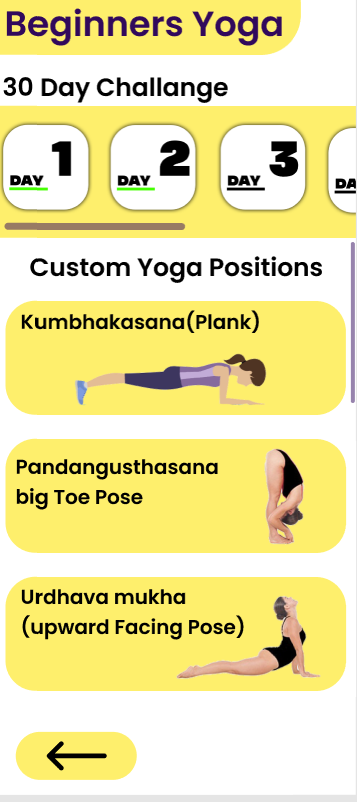 Beginners Yoga
30 Day Challange
DAY 1
DAY 2
DAY 3
DA
Custom Yoga Positions
Kumbhakasana(Plank)
Pandangusthasana
big Toe Pose
Urdhava mukha
(upward Facing Pose)